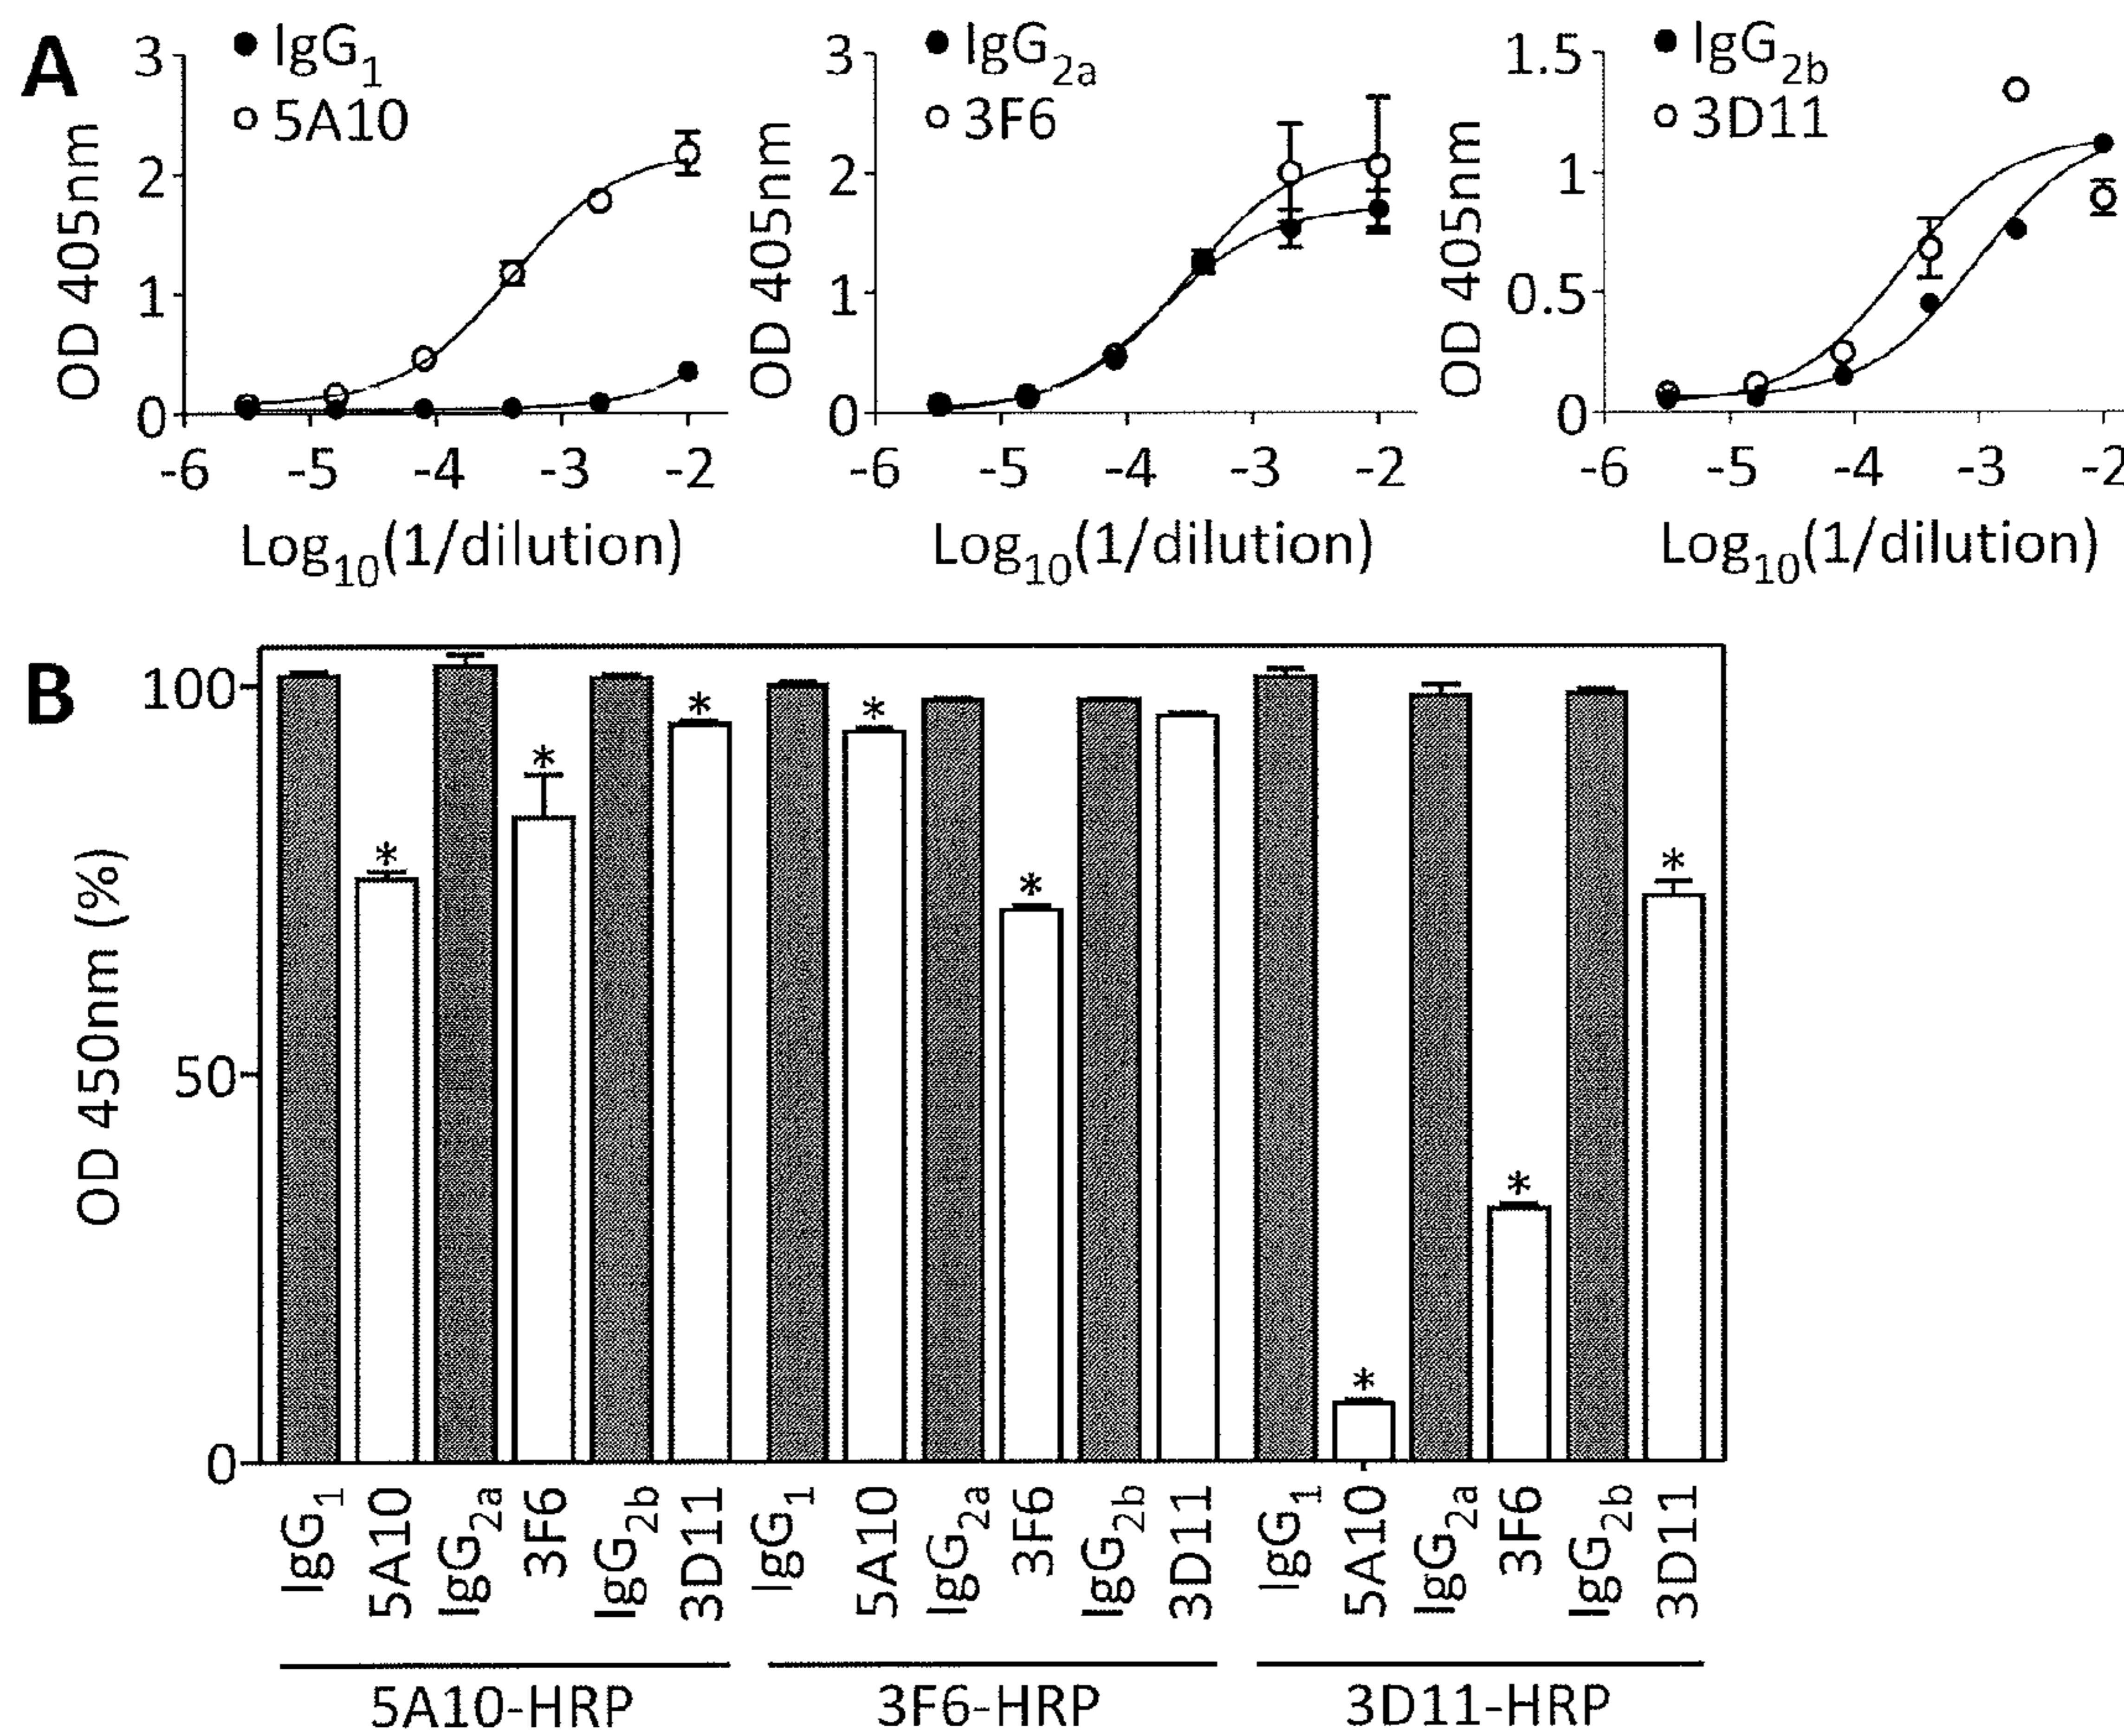 A
IgG1
5A10
3
2
1
0
OD 405nm
-6 -5 -4 -3 -2
Log10(1/dilution)
IgG2a
3F6
3
2
1
0
OD 405nm
-6 -5 -4 -3 -2
Log10(1/dilution)
IgG2b
3D11
1.5
1
0.5
0
OD 405nm
-6 -5 -4 -3 -2
Log10(1/dilution)
B
100
50
0
OD 450nm (%)
* * * * * * * *
IgG1 5A10 IgG2a 3F6 IgG2b 3D11 IgG1 5A10 IgG2a 3F6 IgG2b 3D11 IgG1 5A10 IgG2a 3F6 IgG2b 3D11
5A10-HRP 3F6-HRP 3D11-HRP